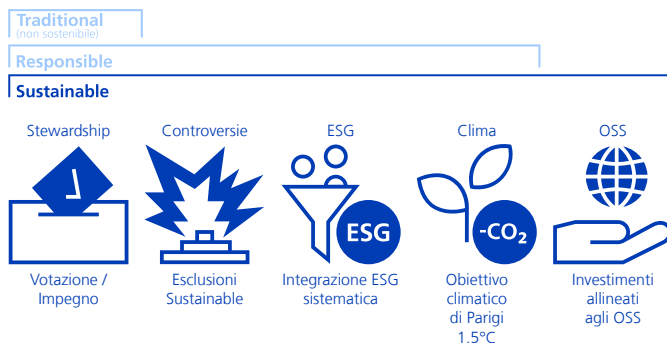 Traditional
(non sostenibile)
Responsible
Sustainable
Stewardship
Controversie
ESG
Clima
OSS
ESG
-CO₂
Votazione /
Impegno
Esclusioni
Sustainable
Integrazione ESG
sistematica
Obiettivo
climatico
di Parigi
1,5°C
Investimenti
allineati
agli OSS